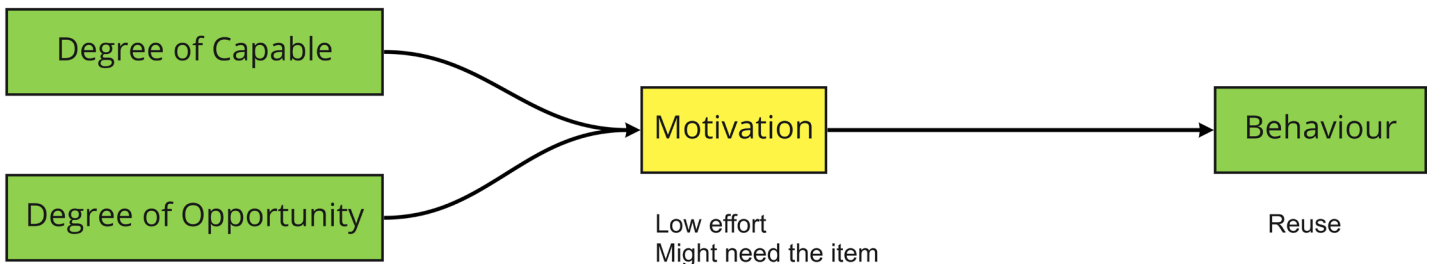 Degree of Capable
Degree of Opportunity
Motivation
Low effort
Might need the item
Behaviour
Reuse